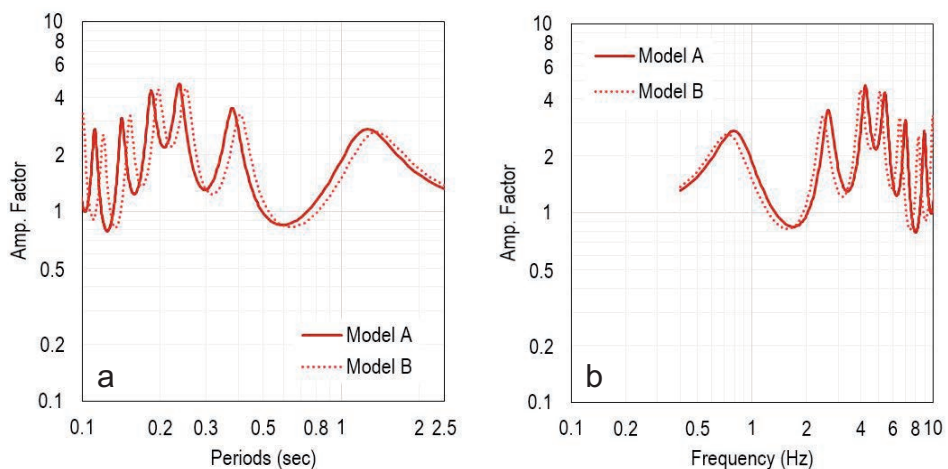 10
8
6
4
2
1
0.5
0.2
0.1
Amp. Factor
Model A
Model B
a
0.1 0.2 0.3 0.5 0.8 1 2 2.5
Periods (sec)
10
8
6
4
2
1
0.5
0.2
0.1
Amp. Factor
Model A
Model B
b
0.1 0.2 0.4 0.6 1 2 4 6 8 10
Frequency (Hz)